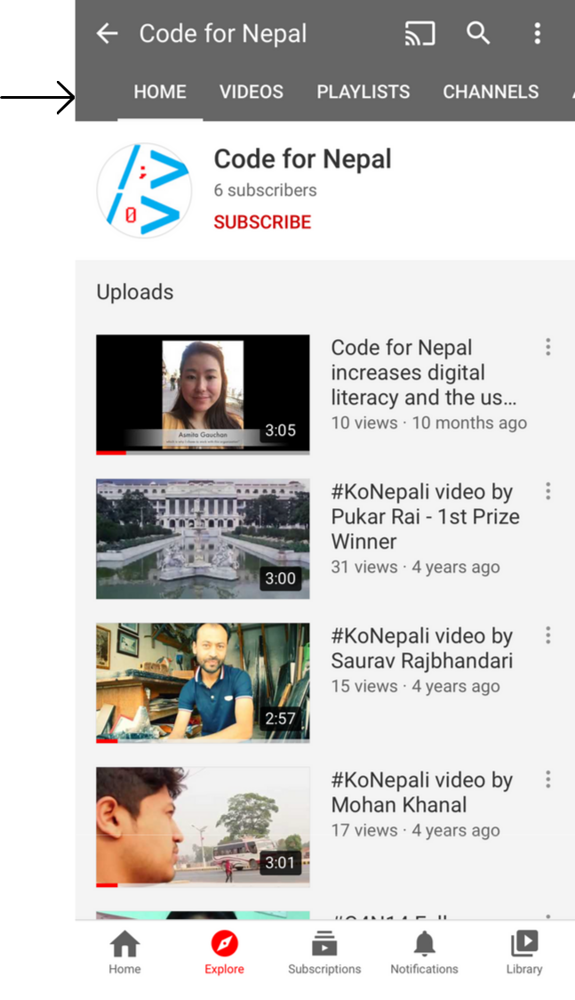 Code for Nepal
HOME VIDEOS PLAYLISTS CHANNELS
Code for Nepal
6 subscribers
SUBSCRIBE
Uploads
Code for Nepal
increases digital
literacy and the us...
10 views · 10 months ago
Asmita Gauchan
3:05
#KoNepali video by
Pukar Rai - 1st Prize
Winner
31 views · 4 years ago
3:00
#KoNepali video by
Saurav Rajbhandari
15 views · 4 years ago
2:57
#KoNepali video by
Mohan Khanal
17 views · 4 years ago
3:01
Home Explore Subscriptions Notifications Library